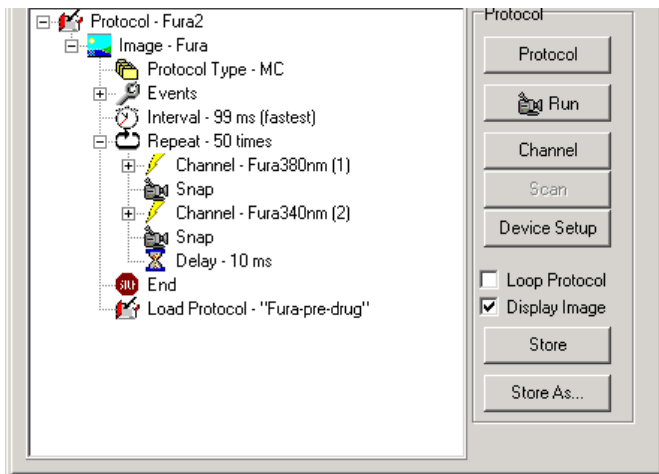 Protocol - Fura2
Image - Fura
Protocol Type - MC
Events
Interval - 99 ms (fastest)
Repeat - 50 times
Channel - Fura380nm (1)
Snap
Channel - Fura340nm (2)
Snap
Delay - 10 ms
End
Load Protocol - "Fura-pre-drug"
Protocol
Protocol
Run
Channel
Scan
Device Setup
Loop Protocol
Display Image
Store
Store As...